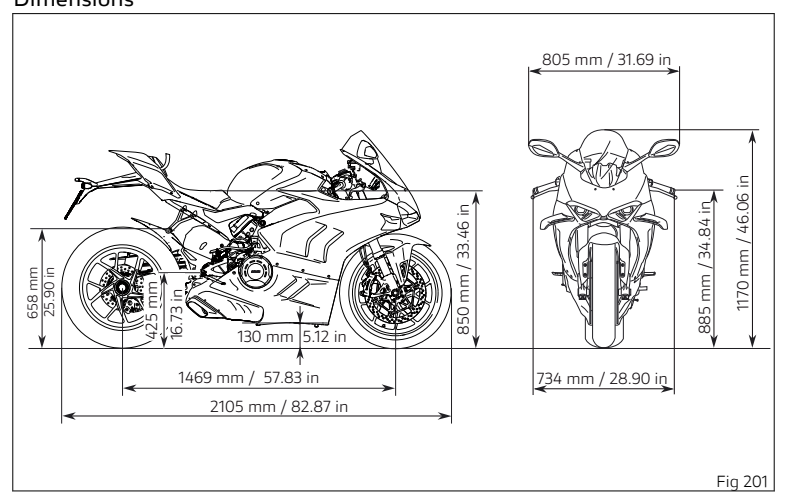 Dimensions
805 mm / 31.69 in
658 mm
25.90 in
425 mm
16.73 in
130 mm
5.12 in
850 mm / 33.46 in
885 mm / 34.84 in
1170 mm / 46.06 in
1469 mm / 57.83 in
734 mm / 28.90 in
2105 mm / 82.87 in
Fig 201